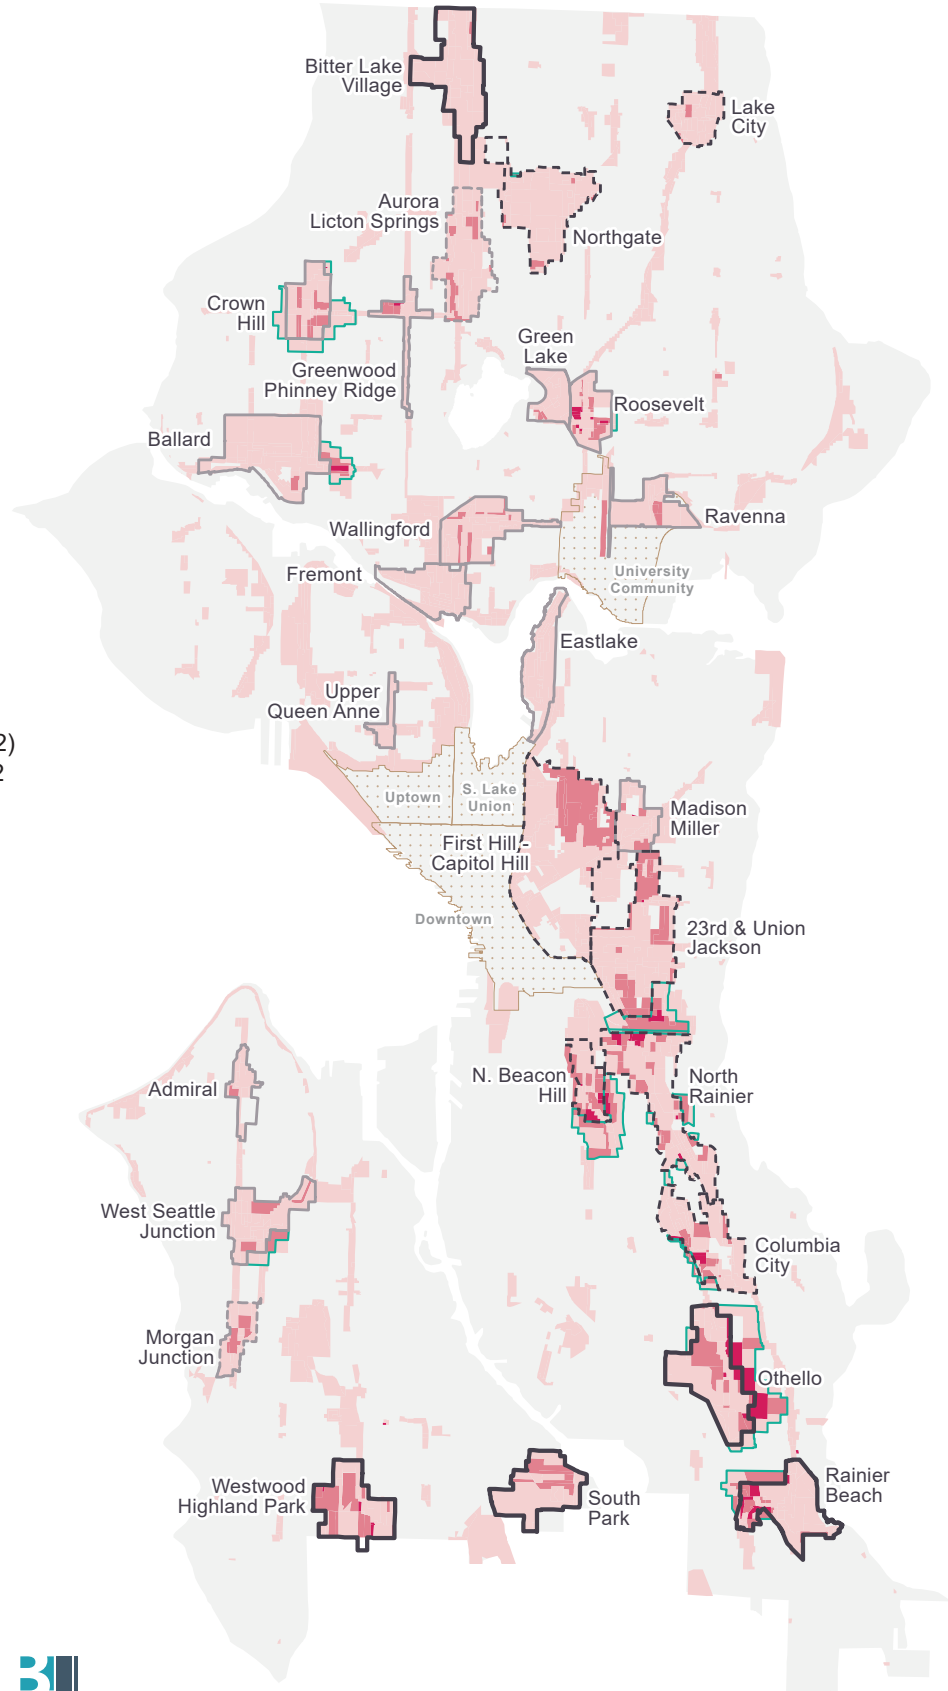 Bitter Lake
Village
Lake
City
Aurora
Licton Springs
Northgate
Crown
Hill
Green
Lake
Greenwood
Phinney Ridge
Roosevelt
Ballard
Wallingford
Ravenna
Fremont
University
Community
Eastlake
Upper
Queen Anne
2)
2
Uptown
S. Lake
Union
Madison
Miller
First Hill -
Capitol Hill
Downtown
23rd & Union
Jackson
N. Beacon
Hill
North
Rainier
Admiral
West Seattle
Junction
Columbia
City
Morgan
Junction
Othello
Westwood
Highland Park
South
Park
Rainier
Beach